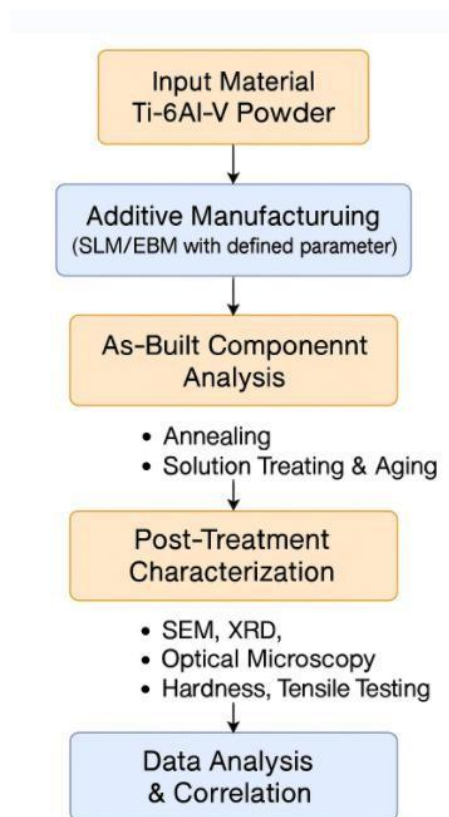 Input Material
Ti-6Al-V Powder
Additive Manufacturuing
(SLM/EBM with defined parameter)
As-Built Componennt
Analysis
• Annealing
• Solution Treating & Aging
Post-Treatment
Characterization
• SEM, XRD,
• Optical Microscopy
• Hardness, Tensile Testing
Data Analysis
& Correlation